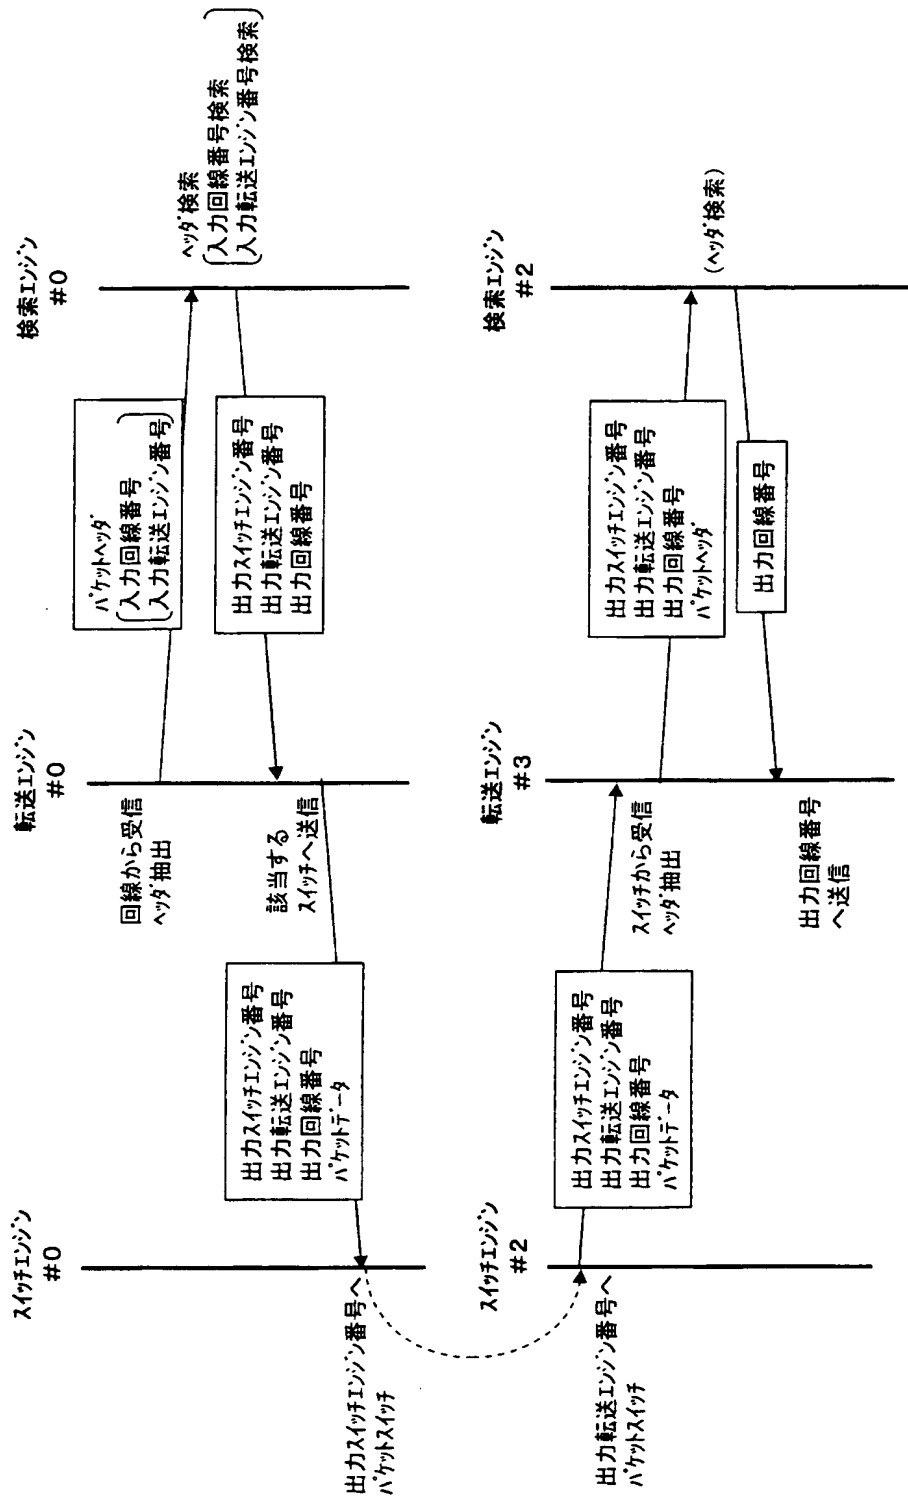 スイッチエンジン
#0
転送エンジン
#0
検索エンジン
#0
回線から受信
ヘッダ抽出
パケットヘッダ
入力回線番号
入力転送エンジン番号
ヘッダ検索
入力回線番号検索
入力転送エンジン番号検索
出力スイッチエンジン番号
出力転送エンジン番号
出力回線番号
該当する
スイッチへ送信
出力スイッチエンジン番号
出力転送エンジン番号
出力回線番号
パケットデータ
出力スイッチエンジン番号へ
パケットスイッチ
スイッチエンジン
#2
転送エンジン
#3
検索エンジン
#2
出力転送エンジン番号へ
パケットスイッチ
出力スイッチエンジン番号
出力転送エンジン番号
出力回線番号
パケットデータ
スイッチから受信
ヘッダ抽出
出力スイッチエンジン番号
出力転送エンジン番号
出力回線番号
パケットヘッダ
(ヘッダ検索)
出力回線番号
出力回線番号
へ送信